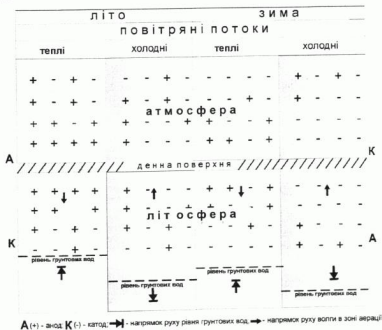 літо зима
повітряні потоки
теплі холодні теплі холодні
+ - + - - - + - + - + - + - + -
атмосфера
А К
денна поверхня
літосфера
К А
рівень грунтових вод
рівень грунтових вод
рівень грунтових вод
рівень грунтових вод
А (+) - анод; К (-) - катод; - напрямок руху рівня грунтових вод, - напрямок руху вологи в зоні аерації